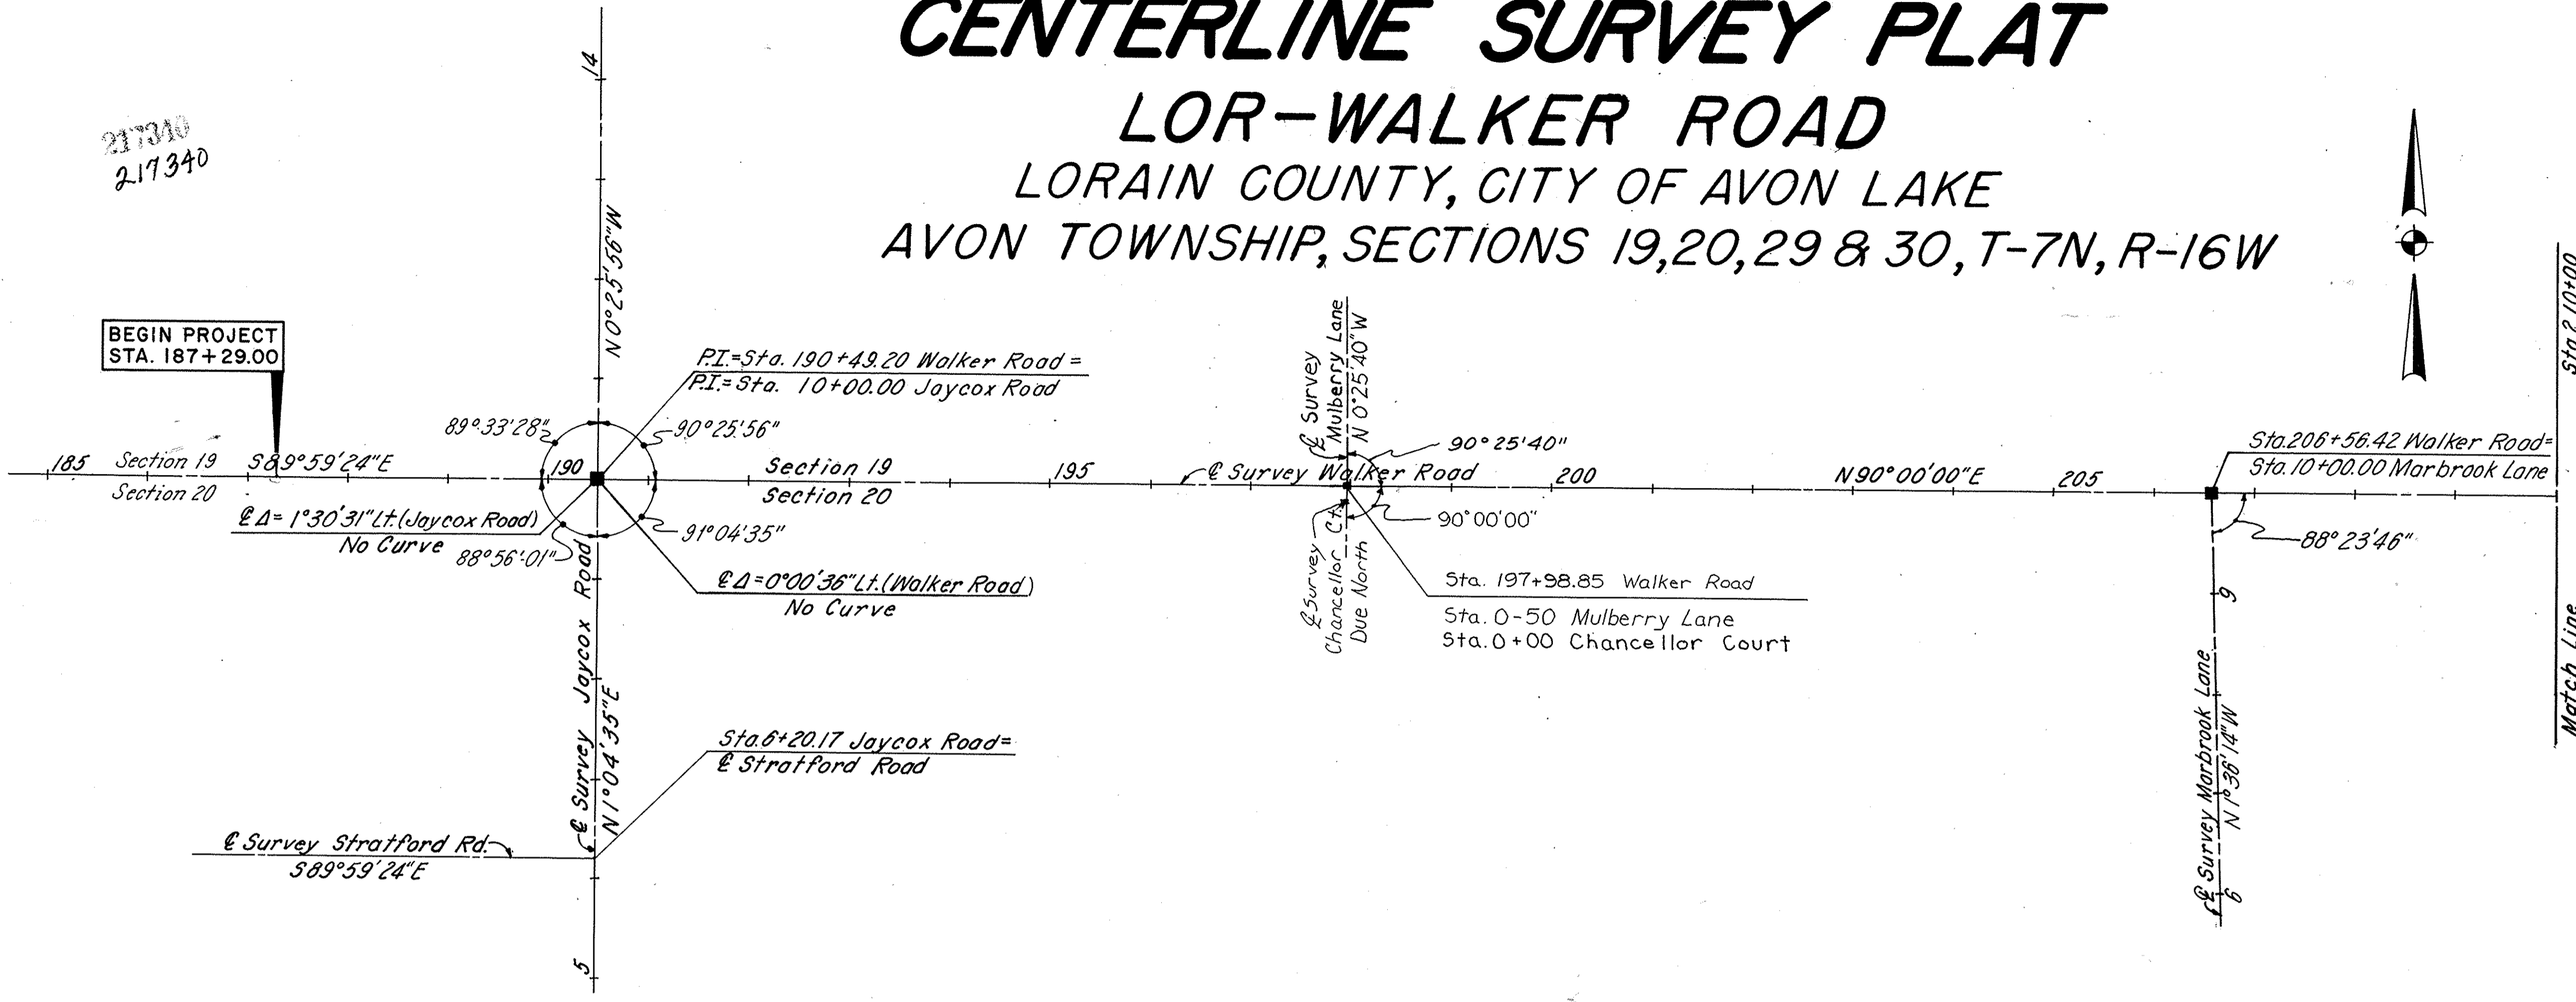 CENTERLINE SURVEY PLAT
LOR-WALKER ROAD
LORAIN COUNTY, CITY OF AVON LAKE
AVON TOWNSHIP, SECTIONS 19,20,29 & 30, T-7N, R-16W
217340
217340
14
N 0°25'56"W
BEGIN PROJECT
STA. 187+29.00
P.I.=Sta. 190+49.20 Walker Road =
P.I.=Sta. 10+00.00 Jaycox Road
89°33'28"
90°25'56"
185
Section 19
S89°59'24"E
Section 20
190
Section 19
Section 20
195
℄ Survey Walker Road
200
N90°00'00"E
205
℄ Δ= 1°30'31"Lt.(Jaycox Road)
No Curve
88°56'01"
91°04'35"
℄ Δ=0°00'36"Lt.(Walker Road)
No Curve
℄ Survey
Mulberry Lane
N 0°25'40"W
90°25'40"
90°00'00"
℄ Survey
Chancellor Ct.
Due North
Sta. 197+98.85 Walker Road
Sta. 0-50 Mulberry Lane
Sta. 0+00 Chancellor Court
Sta.206+56.42 Walker Road=
Sta.10+00.00 Marbrook Lane
88°23'46"
9
℄ Survey Marbrook Lane
N 1°36'14"W
6
℄ Survey Jaycox Road
N 1°04'35"E
Sta.6+20.17 Jaycox Road=
℄ Stratford Road
℄ Survey Stratford Rd.
S89°59'24"E
5
Match Line
Sta.210+00